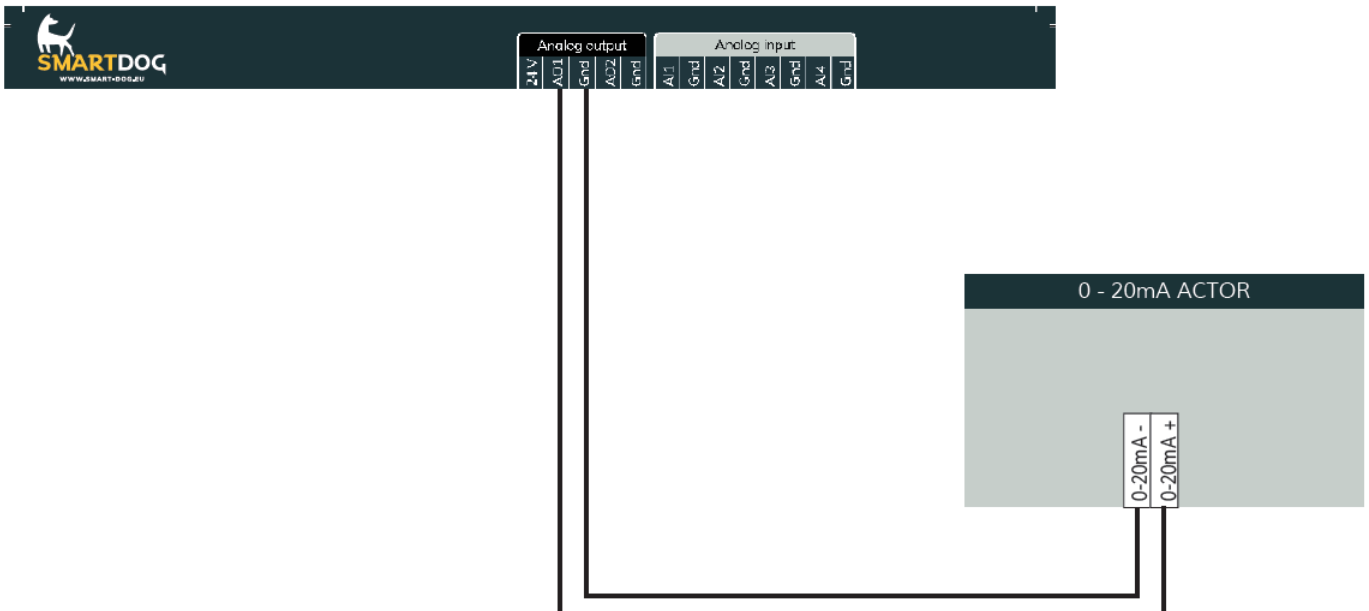 SMARTDOG
WWW.SMART-DOG.EU
Analog output
Analog input
24 V
AO1
Gnd
AO2
Gnd
AI1
Gnd
AI2
Gnd
AI3
Gnd
AI4
Gnd
0 - 20mA ACTOR
0-20mA -
0-20mA +